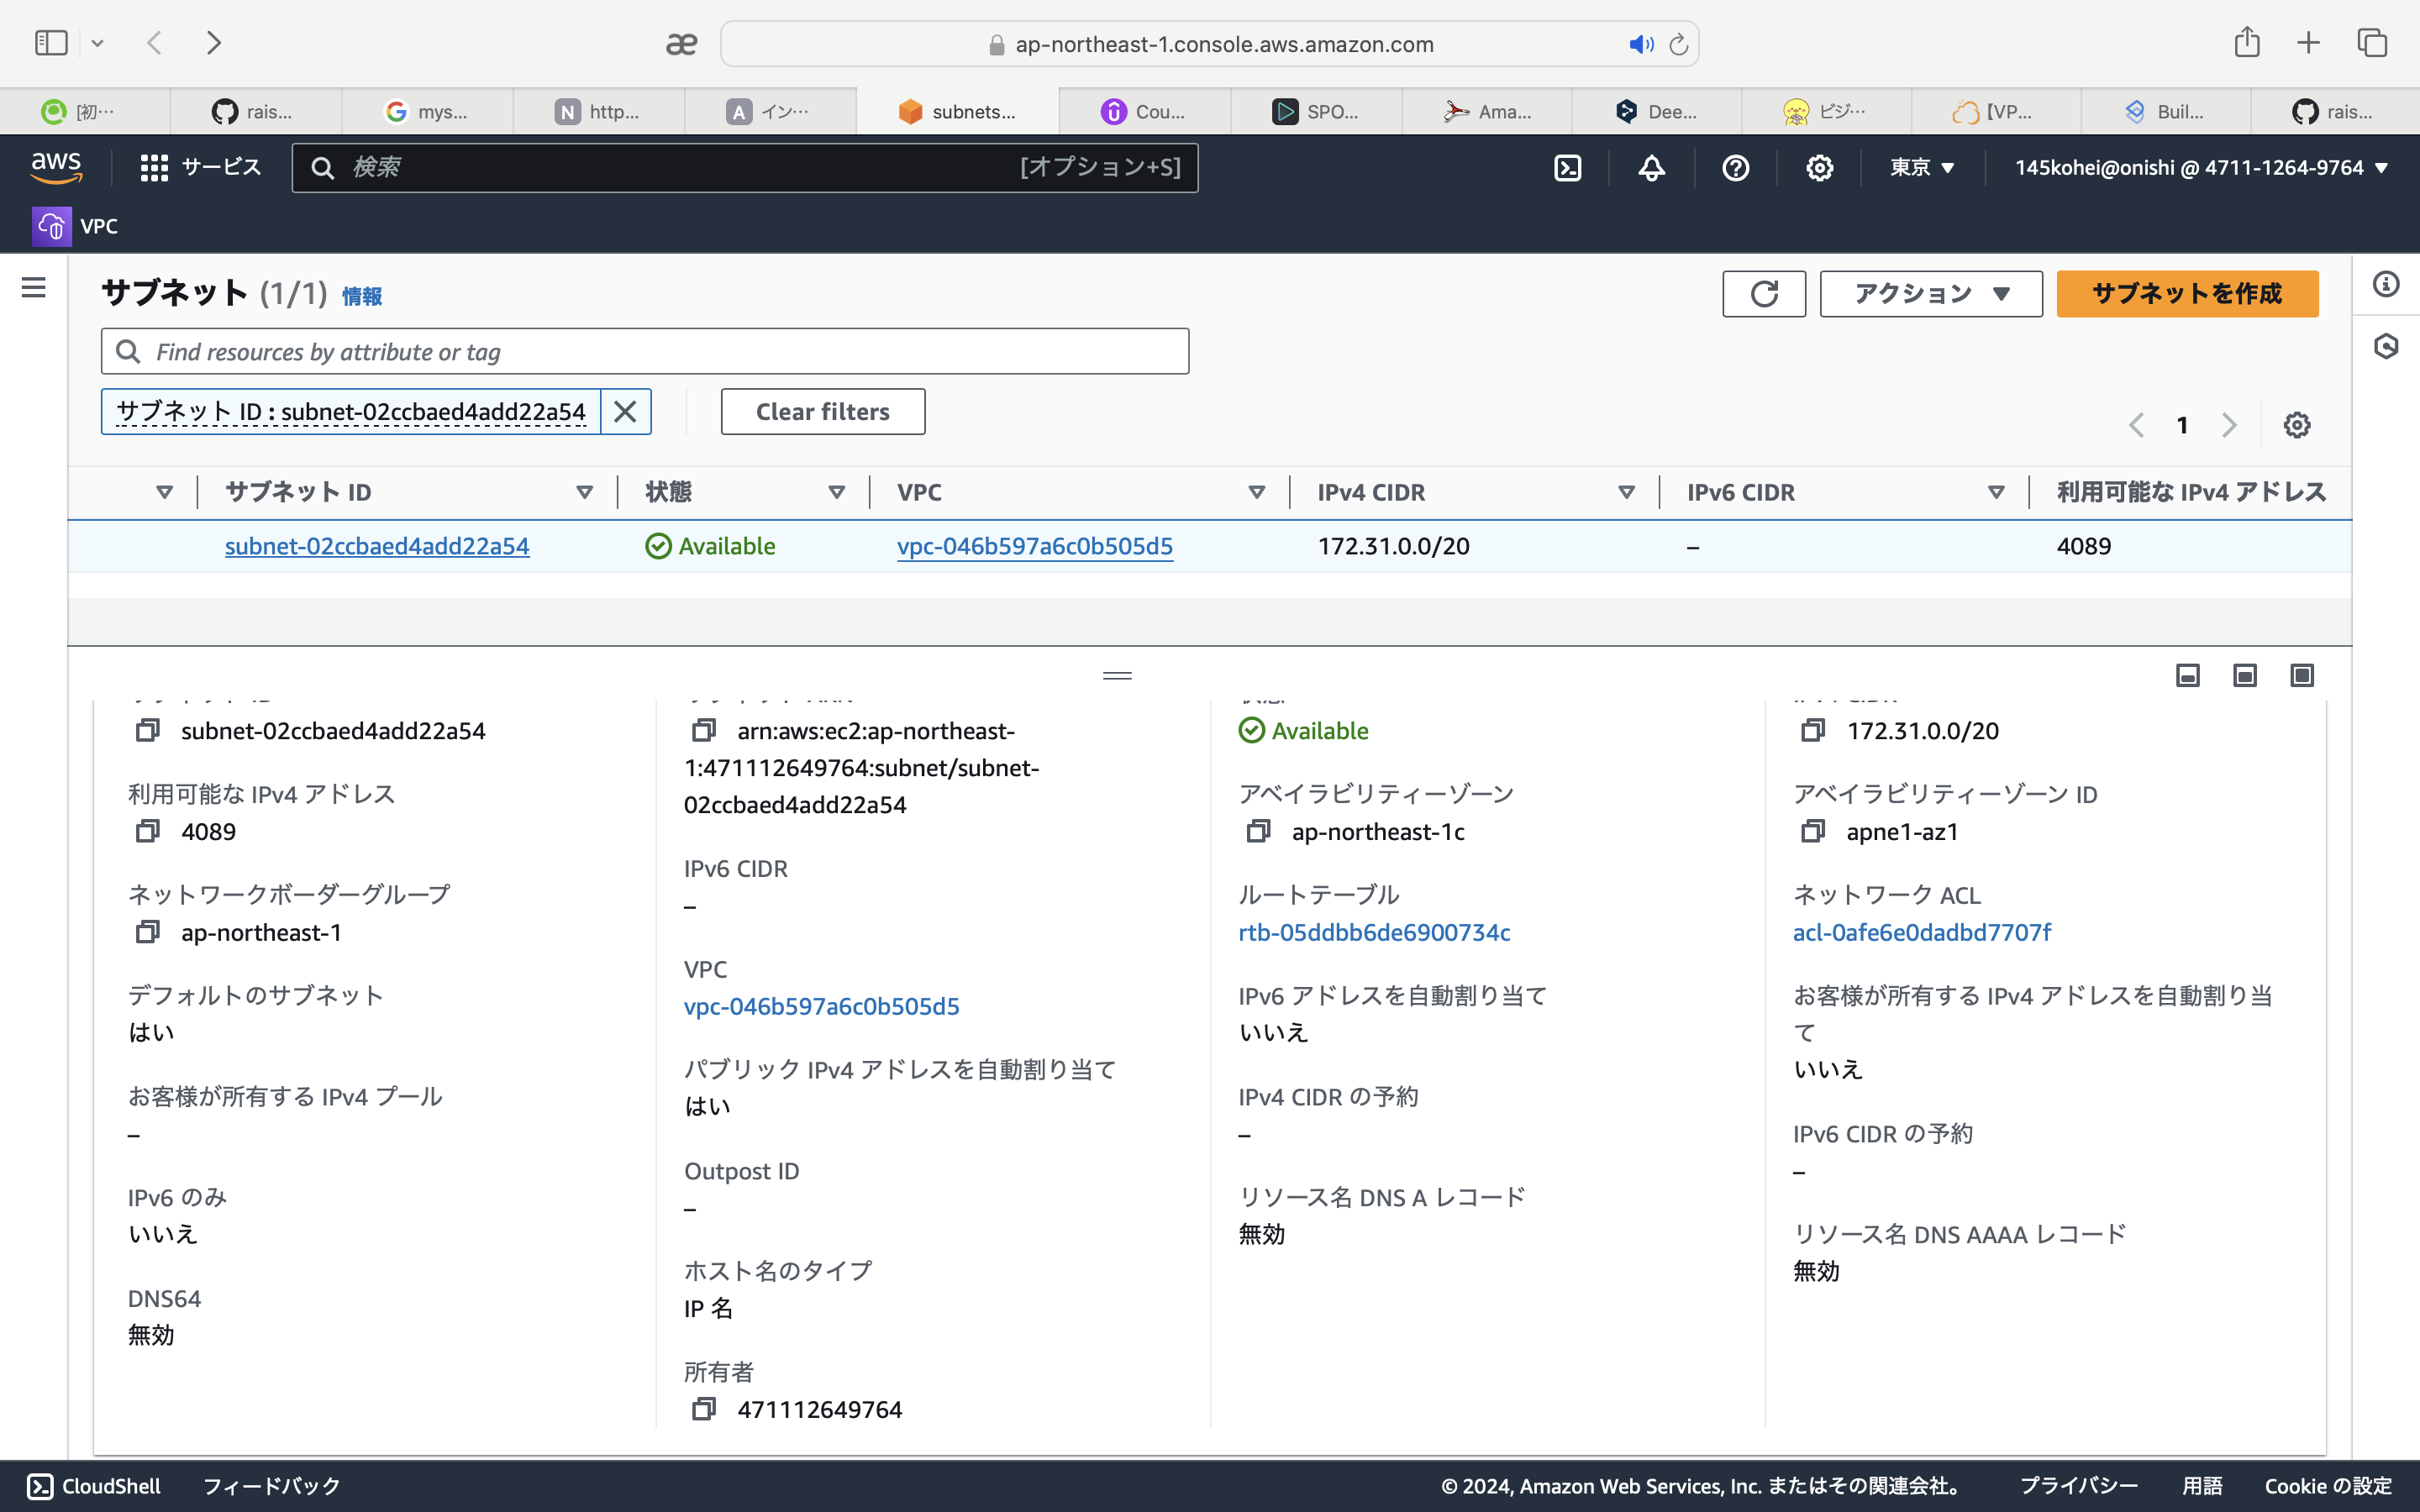 ap-northeast-1.console.aws.amazon.com
[初…
rais...
mys...
N http...
A イン…
subnets...
Cou...
SPO...
Ama...
Dee...
ビジ…
【VP...
Buil...
rais...
aws
サービス
検索
[オプション+S]
東京
145kohei@onishi @ 4711-1264-9764
VPC
サブネット (1/1) 情報
アクション
サブネットを作成
Find resources by attribute or tag
サブネット ID : subnet-02ccbaed4add22a54
Clear filters
1
サブネット ID
状態
VPC
IPv4 CIDR
IPv6 CIDR
利用可能な IPv4 アドレス
subnet-02ccbaed4add22a54
Available
vpc-046b597a6c0b505d5
172.31.0.0/20
–
4089
subnet-02ccbaed4add22a54
利用可能な IPv4 アドレス
4089
ネットワークボーダーグループ
ap-northeast-1
デフォルトのサブネット
はい
お客様が所有する IPv4 プール
–
IPv6 のみ
いいえ
DNS64
無効
arn:aws:ec2:ap-northeast-
1:471112649764:subnet/subnet-
02ccbaed4add22a54
IPv6 CIDR
–
VPC
vpc-046b597a6c0b505d5
パブリック IPv4 アドレスを自動割り当て
はい
Outpost ID
–
ホスト名のタイプ
IP 名
所有者
471112649764
Available
アベイラビリティーゾーン
ap-northeast-1c
ルートテーブル
rtb-05ddbb6de6900734c
IPv6 アドレスを自動割り当て
いいえ
IPv4 CIDR の予約
–
リソース名 DNS A レコード
無効
172.31.0.0/20
アベイラビリティーゾーン ID
apne1-az1
ネットワーク ACL
acl-0afe6e0dadbd7707f
お客様が所有する IPv4 アドレスを自動割り当
て
いいえ
IPv6 CIDR の予約
–
リソース名 DNS AAAA レコード
無効
CloudShell
フィードバック
© 2024, Amazon Web Services, Inc. またはその関連会社。
プライバシー
用語
Cookie の設定